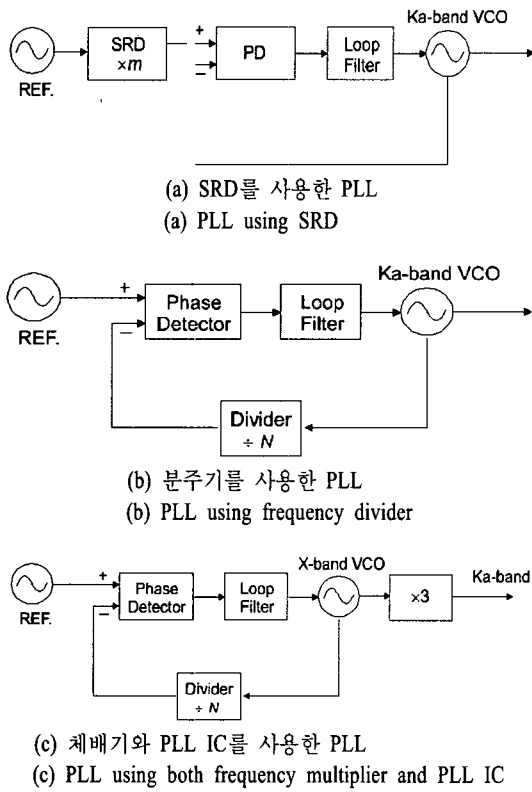 Ka-band VCO
SRD
×m
+
−
PD
Loop
Filter
REF.
(a) SRD를 사용한 PLL
(a) PLL using SRD
Ka-band VCO
+
−
Phase
Detector
Loop
Filter
REF.
Divider
÷ N
(b) 분주기를 사용한 PLL
(b) PLL using frequency divider
X-band VCO
Ka-band
+
−
Phase
Detector
Loop
Filter
×3
REF.
Divider
÷ N
(c) 체배기와 PLL IC를 사용한 PLL
(c) PLL using both frequency multiplier and PLL IC